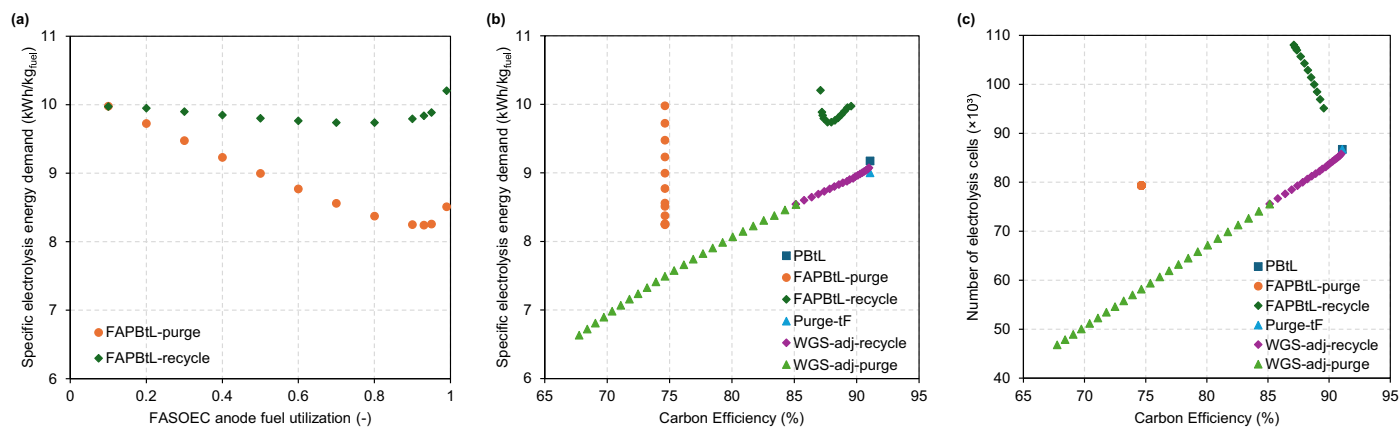 (a)
Specific electrolysis energy demand (kWh/kg_fuel)
11
10
9
8
7
6
FAPBtL-purge
FAPBtL-recycle
0
0.2
0.4
0.6
0.8
1
FASOEC anode fuel utilization (-)
(b)
Specific electrolysis energy demand (kWh/kg_fuel)
11
10
9
8
7
6
PBtL
FAPBtL-purge
FAPBtL-recycle
Purge-tF
WGS-adj-recycle
WGS-adj-purge
65
70
75
80
85
90
95
Carbon Efficiency (%)
(c)
Number of electrolysis cells (×10³)
110
100
90
80
70
60
50
40
PBtL
FAPBtL-purge
FAPBtL-recycle
Purge-tF
WGS-adj-recycle
WGS-adj-purge
65
70
75
80
85
90
95
Carbon Efficiency (%)